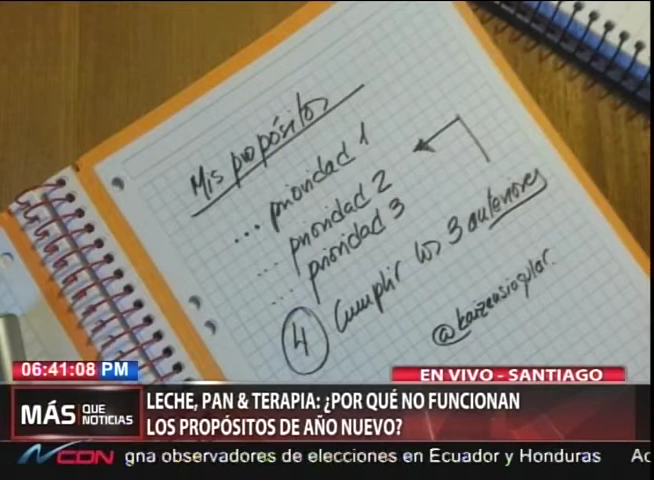 Mis propósitos
... prioridad 1
... prioridad 2
... prioridad 3
4 Cumplir los 3 anteriores
@kaizensingular.
06:41:08 PM
EN VIVO - SANTIAGO
MÁS QUE NOTICIAS
LECHE, PAN & TERAPIA: ¿POR QUÉ NO FUNCIONAN
LOS PROPÓSITOS DE AÑO NUEVO?
CDN gna observadores de elecciones en Ecuador y Honduras Ac